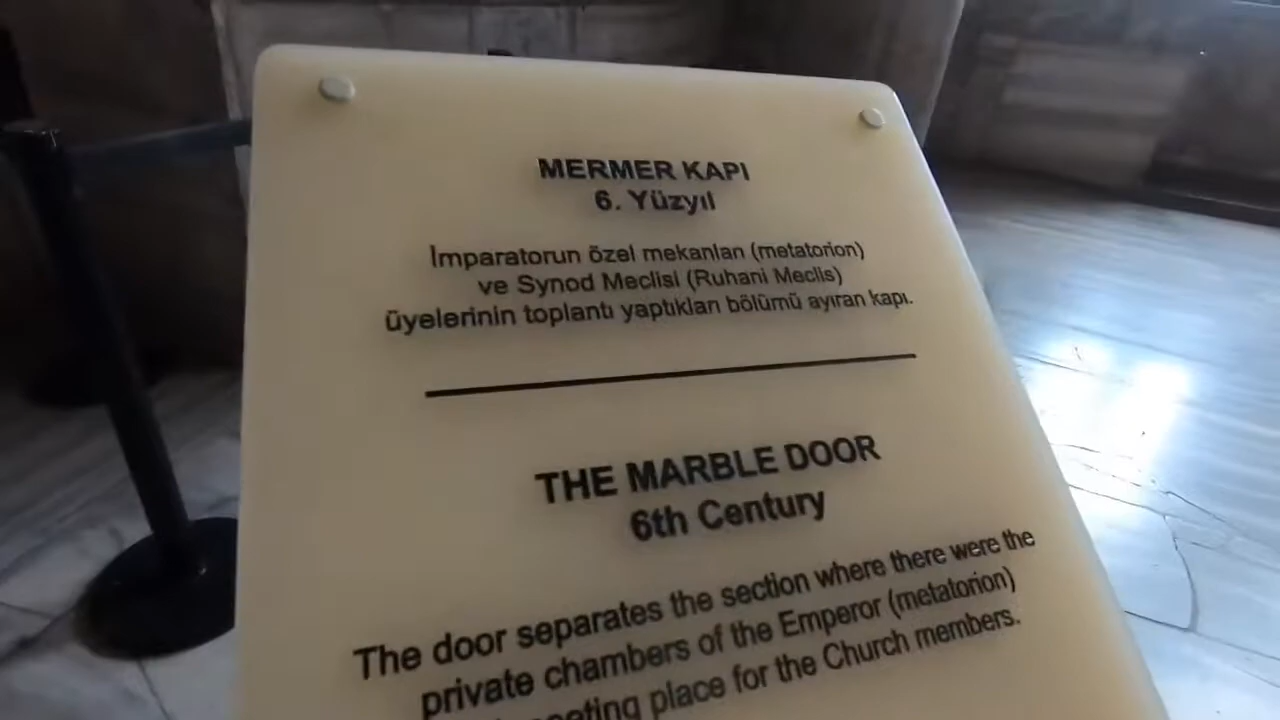 MERMER KAPI
6. Yüzyıl
İmparatorun özel mekanları (metatorion)
ve Synod Meclisi (Ruhani Meclis)
üyelerinin toplantı yaptıkları bölümü ayıran kapı.
THE MARBLE DOOR
6th Century
The door separates the section where there were the
private chambers of the Emperor (metatorion)
place for the Church members.